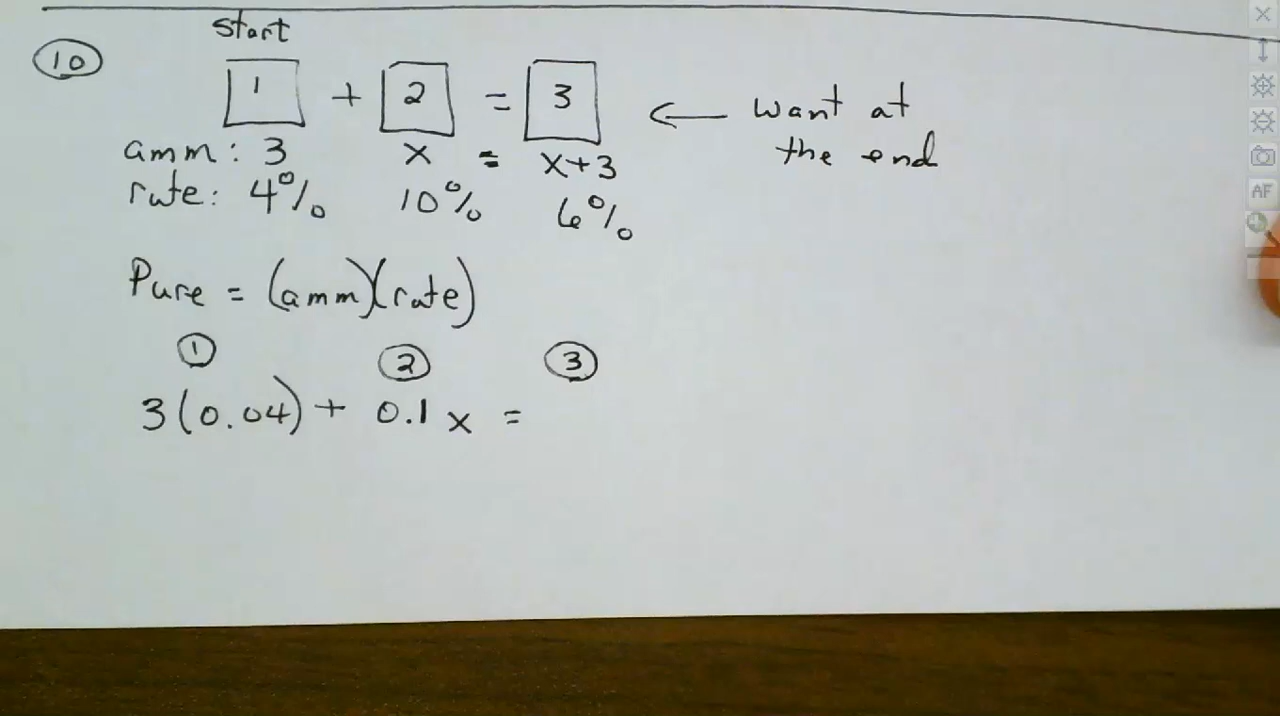 start
10
1 + 2 = 3 ← want at the end
amm: 3 x = x+3
rate: 4% 10% 6%
Pure = (amm)(rate)
1 2 3
3(0.04) + 0.1x =
AF